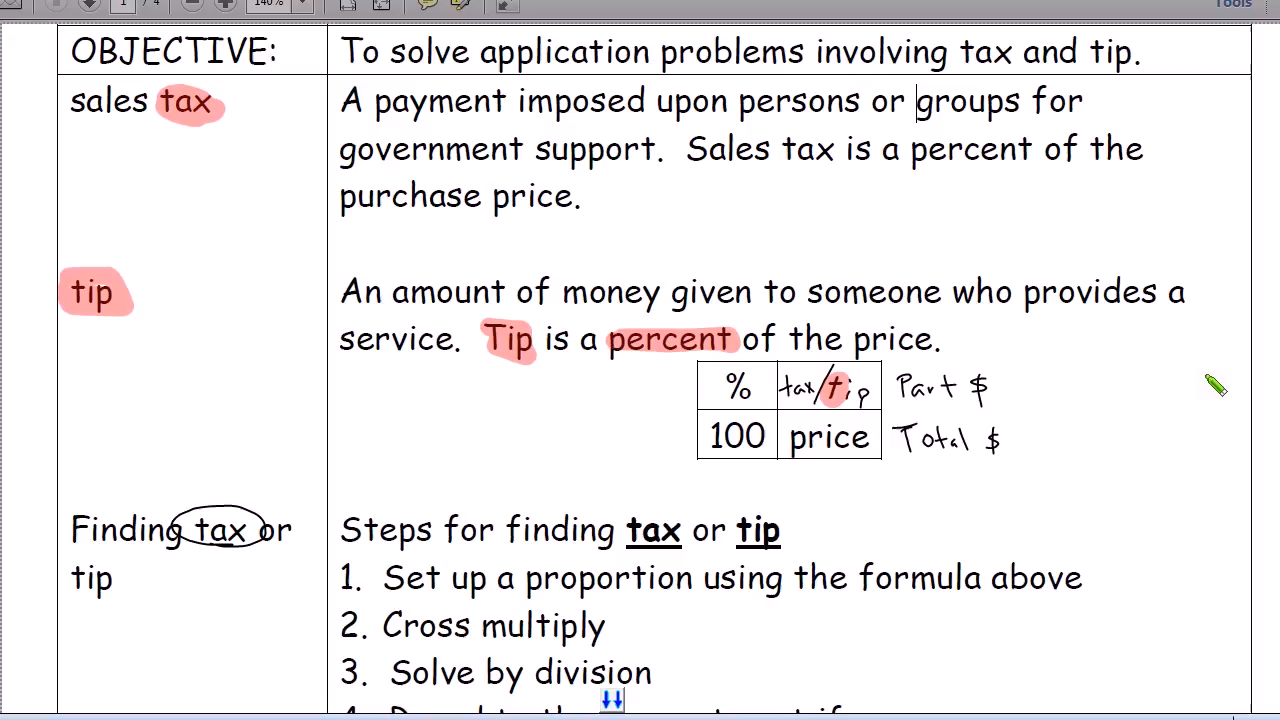 1 / 4 140% Tools
OBJECTIVE: To solve application problems involving tax and tip.
sales tax A payment imposed upon persons or groups for
government support. Sales tax is a percent of the
purchase price.
tip An amount of money given to someone who provides a
service. Tip is a percent of the price.
% tax/tip Part $
100 price Total $
Finding tax or Steps for finding tax or tip
tip 1. Set up a proportion using the formula above
2. Cross multiply
3. Solve by division